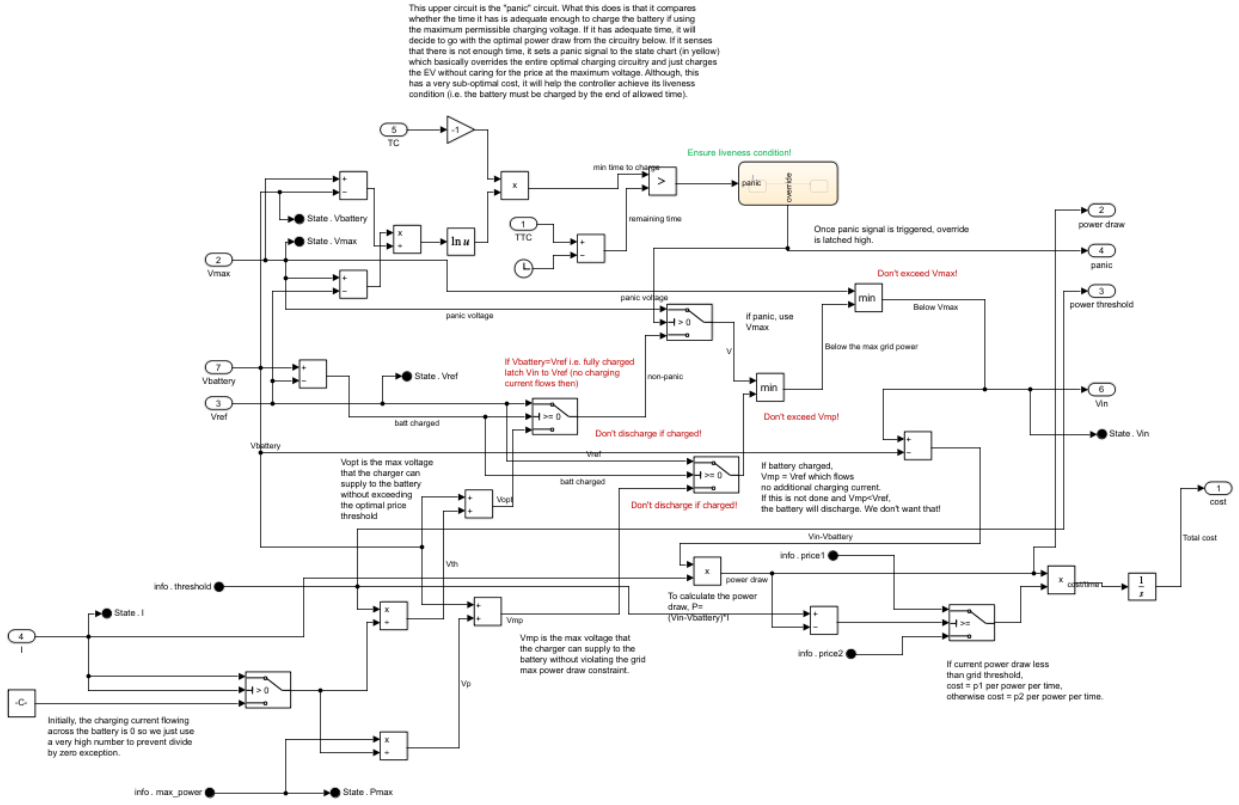 This upper circuit is the "panic" circuit. What this does is that it compares
whether the time it has is adequate enough to charge the battery if using
the maximum permissible charging voltage. If it has adequate time, it will
decide to go with the optimal power draw from the circuitry below. If it senses
that there is not enough time, it sets a panic signal to the state chart (in yellow)
which basically overrides the entire optimal charging circuitry and just charges
the EV without caring for the price at the maximum voltage. Although, this
has a very sub-optimal cost, it will help the controller achieve its liveness
condition (i.e. the battery must be charged by the end of allowed time).
5
TC
-1
Ensure liveness condition!
min time to charge
>
panic
override
x
+
−
State . Vbattery
State . Vmax
x
÷
ln u
1
TTC
+
−
remaining time
Once panic signal is triggered, override
is latched high.
2
power draw
4
panic
3
power threshold
2
Vmax
+
−
Don't exceed Vmax!
min
Below Vmax
panic voltage
panic voltage
> 0
if panic, use
Vmax
V
Below the max grid power
7
Vbattery
+
−
State . Vref
If Vbattery=Vref i.e. fully charged
latch Vin to Vref (no charging
current flows then)
non-panic
min
Don't exceed Vmp!
6
Vin
3
Vref
batt charged
>= 0
Don't discharge if charged!
State . Vin
+
−
Vbattery
Vref
Vopt is the max voltage
that the charger can
supply to the battery
without exceeding
the optimal price
threshold
+
+
Vopt
batt charged
>= 0
Don't discharge if charged!
If battery charged,
Vmp = Vref which flows
no additional charging current.
If this is not done and Vmp<Vref,
the battery will discharge. We don't want that!
1
cost
Total cost
Vin-Vbattery
info . price1
Vth
x
power draw
x
cost/time
1
s
info . threshold
To calculate the power
draw, P=
(Vin-Vbattery)*I
State . I
x
÷
+
+
Vmp
+
−
>=
4
I
Vmp is the max voltage that
the charger can supply to the
battery without violating the grid
max power draw constraint.
info . price2
If current power draw less
than grid threshold,
cost = p1 per power per time,
otherwise cost = p2 per power per time.
> 0
-C-
Vp
Initially, the charging current flowing
across the battery is 0 so we just use
a very high number to prevent divide
by zero exception.
x
÷
info . max_power
State . Pmax